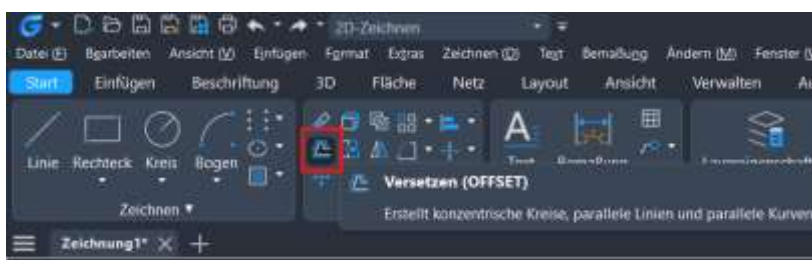 2D-Zeichnen
Datei (F) Bearbeiten Ansicht (V) Einfügen Format Extras Zeichnen (D) Text Bemaßung Ändern (M) Fenster
Start Einfügen Beschriftung 3D Fläche Netz Layout Ansicht Verwalten
Linie Rechteck Kreis Bogen
Versetzen (OFFSET)
Zeichnen
Erstellt konzentrische Kreise, parallele Linien und parallele Kurven
Zeichnung1*